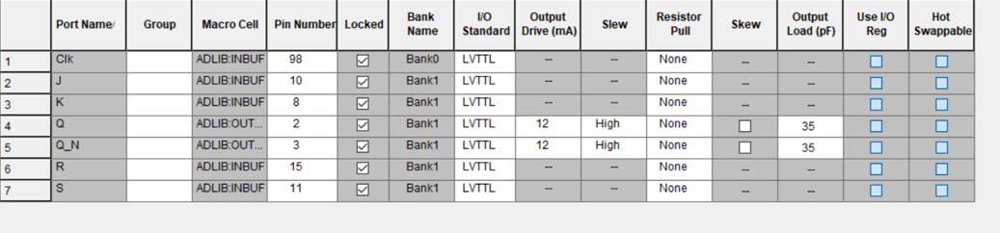 Port Name Group Macro Cell Pin Number Locked Bank Name I/O Standard Output Drive (mA) Slew Resistor Pull Skew Output Load (pF) Use I/O Reg Hot Swappable
1 Clk ADLIB:INBUF 98 Bank0 LVTTL -- -- None -- --
2 J ADLIB:INBUF 10 Bank1 LVTTL -- -- None -- --
3 K ADLIB:INBUF 8 Bank1 LVTTL -- -- None -- --
4 Q ADLIB:OUT... 2 Bank1 LVTTL 12 High None 35
5 Q_N ADLIB:OUT... 3 Bank1 LVTTL 12 High None 35
6 R ADLIB:INBUF 15 Bank1 LVTTL -- -- None -- --
7 S ADLIB:INBUF 11 Bank1 LVTTL -- -- None -- --